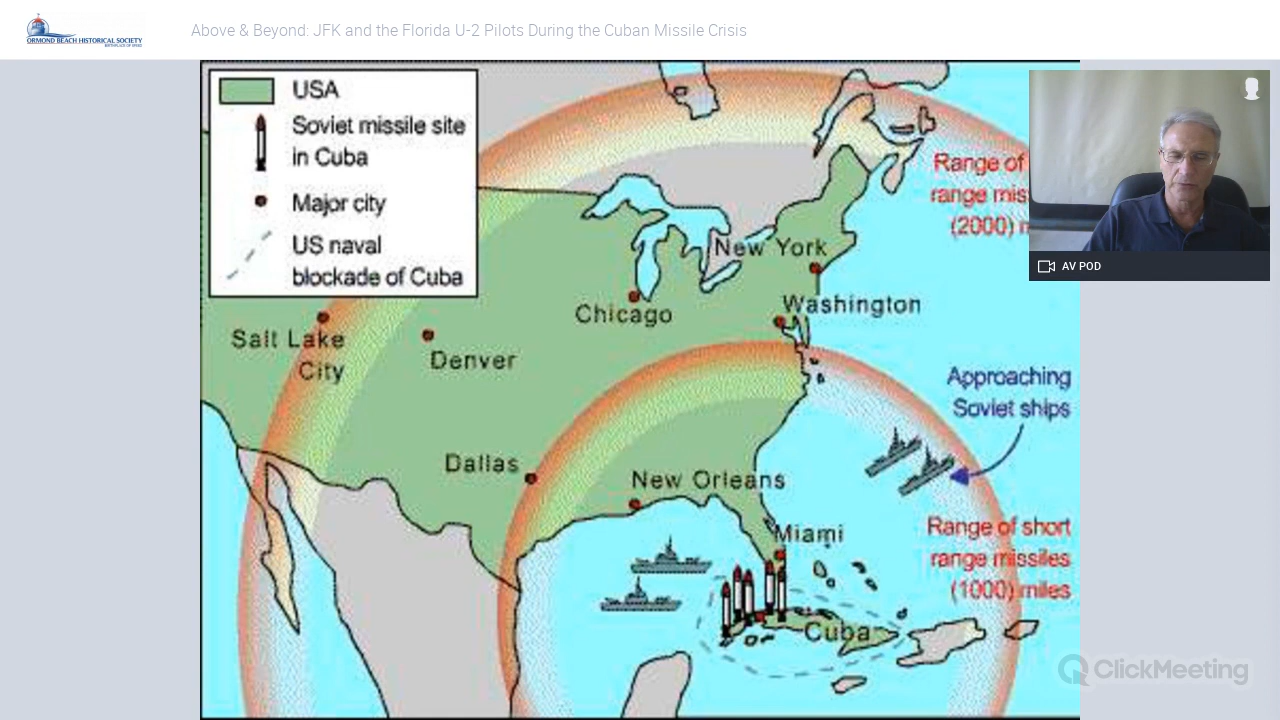 ORMOND BEACH HISTORICAL SOCIETY
Above & Beyond: JFK and the Florida U-2 Pilots During the Cuban Missile Crisis
USA
Soviet missile site
in Cuba
Major city
US naval
blockade of Cuba
Range of
range mis
(2000) m
AV POD
New York
Washington
Chicago
Salt Lake
City
Denver
Approaching
Soviet ships
Dallas
New Orleans
Miami
Range of short
range missiles
(1000) miles
Cuba
ClickMeeting